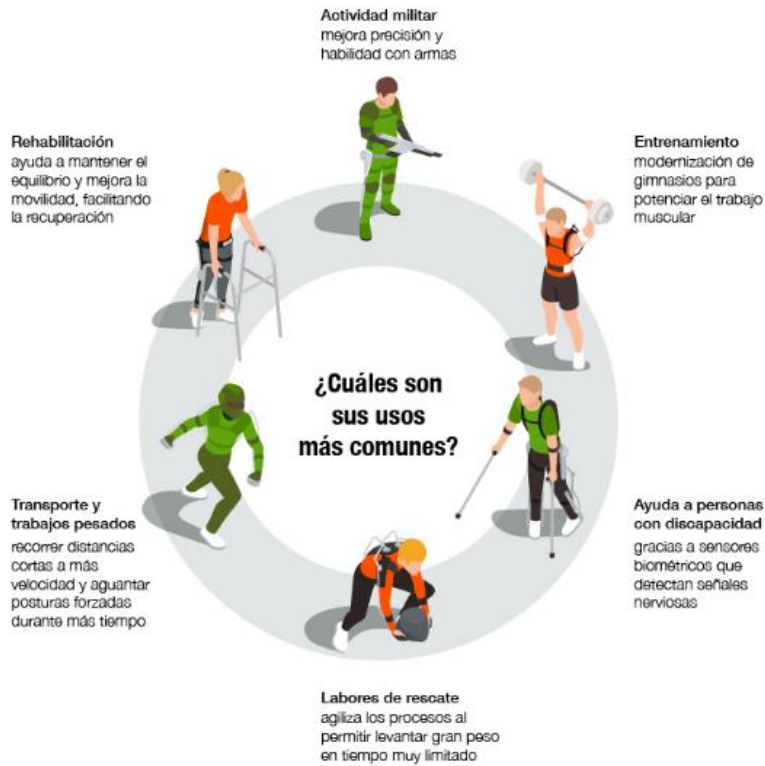 Actividad militar
mejora precisión y
habilidad con armas
Rehabilitación
ayuda a mantener el
equilibrio y mejora la
movilidad, facilitando
la recuperación
Entrenamiento
modernización de
gimnasios para
potenciar el trabajo
muscular
¿Cuáles son
sus usos
más comunes?
Transporte y
trabajos pesados
recorrer distancias
cortas a más
velocidad y aguantar
posturas forzadas
durante más tiempo
Ayuda a personas
con discapacidad
gracias a sensores
biométricos que
detectan señales
nerviosas
Labores de rescate
agiliza los procesos al
permitir levantar gran peso
en tiempo muy limitado